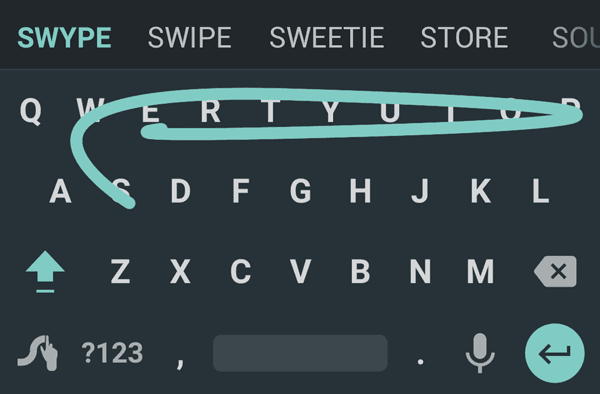 SWYPE SWIPE SWEETIE STORE SOU
Q W E R T Y U I O P
A S D F G H J K L
Z X C V B N M
?123 , .